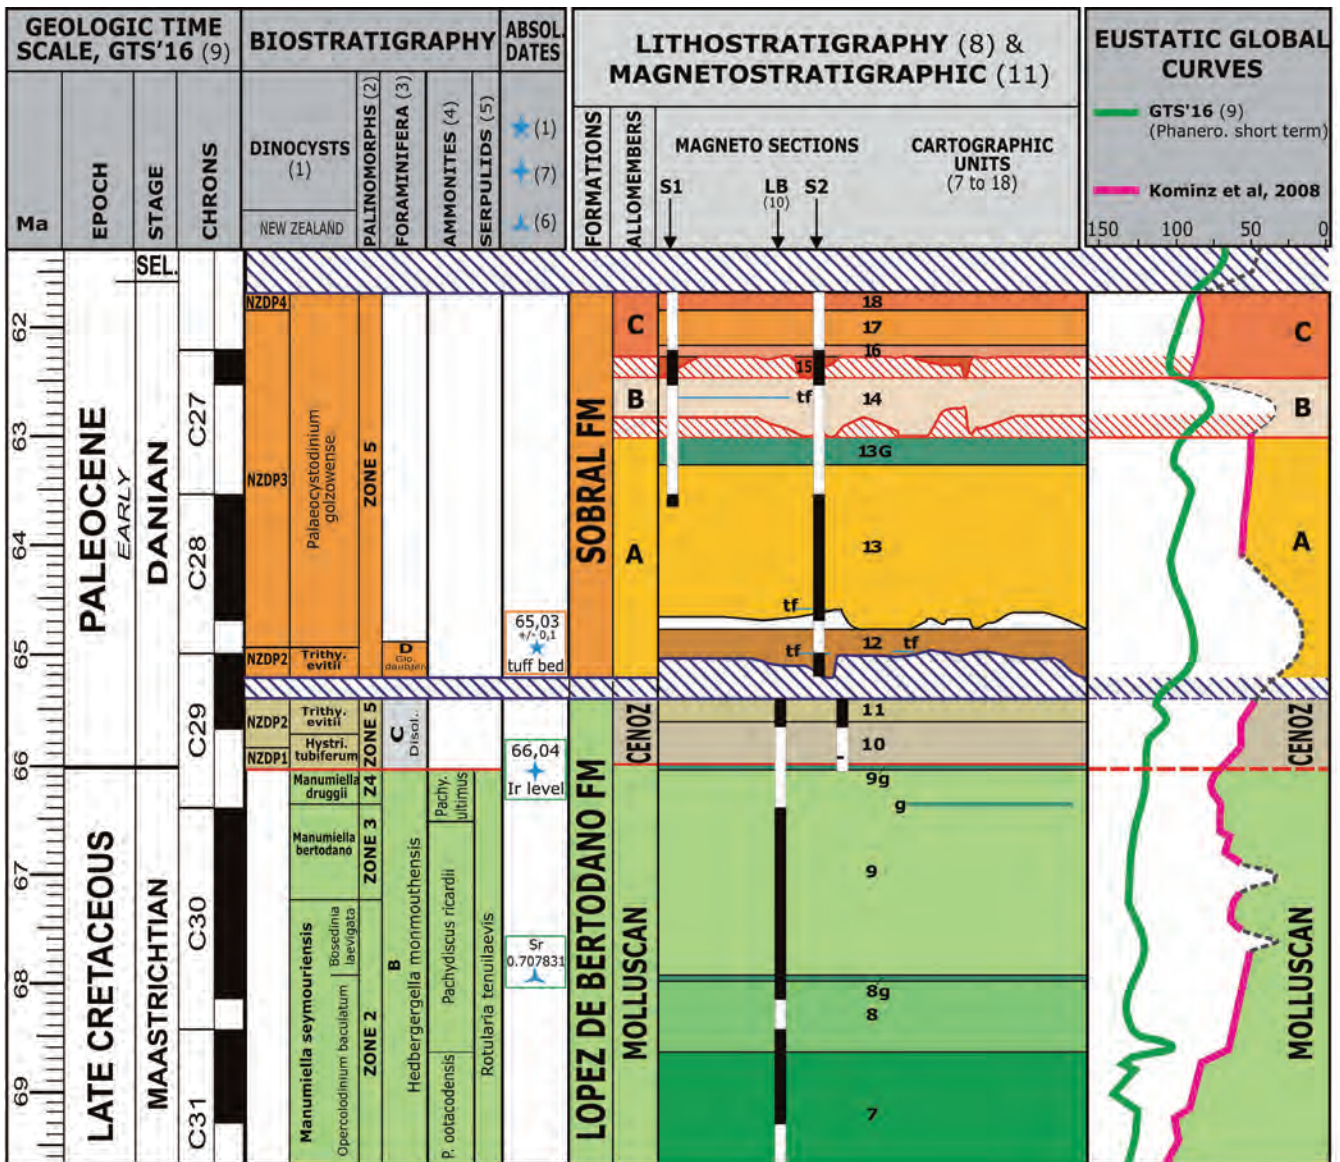 GEOLOGIC TIME
SCALE, GTS'16 (9)
BIOSTRATIGRAPHY
ABSOL.
DATES
LITHOSTRATIGRAPHY (8) &
MAGNETOSTRATIGRAPHIC (11)
EUSTATIC GLOBAL
CURVES
Ma
EPOCH
STAGE
CHRONS
DINOCYSTS
(1)
NEW ZEALAND
PALINOMORPHS (2)
FORAMINIFERA (3)
AMMONITES (4)
SERPULIDS (5)
(1)
(7)
(6)
FORMATIONS
ALLOMEMBERS
MAGNETO SECTIONS
S1
LB
(10)
S2
CARTOGRAPHIC
UNITS
(7 to 18)
GTS'16 (9)
(Phanero. short term)
Kominz et al, 2008
150 100 50 0
62
63
64
65
66
67
68
69
PALEOCENE
EARLY
LATE CRETACEOUS
SEL.
DANIAN
MAASTRICHTIAN
C27
C28
C29
C30
C31
NZDP4
NZDP3
Palaeocystodinium
golzowense
ZONE 5
NZDP2
Trithy.
evitii
D
Glo.
65,03
+/- 0,1
tuff bed
NZDP2
Trithy.
evitii
NZDP1
Hystri.
tubiferum
ZONE 5
C
Disol.
66,04
Ir level
Manumiella
druggii
Z4
Pachy.
ultimus
Manumiella
bertodano
ZONE 3
Manumiella seymouriensis
Bosedinia
laevigata
Opercolodinium baculatum
ZONE 2
B
Hedbergergella monmouthensis
Pachydiscus ricardii
P. ootacodensis
Rotularia tenuilaevis
Sr
0.707831
SOBRAL FM
LOPEZ DE BERTODANO FM
C
B
A
CENOZ
MOLLUSCAN
18
17
16
15
tf
14
13G
13
tf
12
tf
tf
11
10
9g
g
9
8g
8
7
C
B
A
CENOZ
MOLLUSCAN